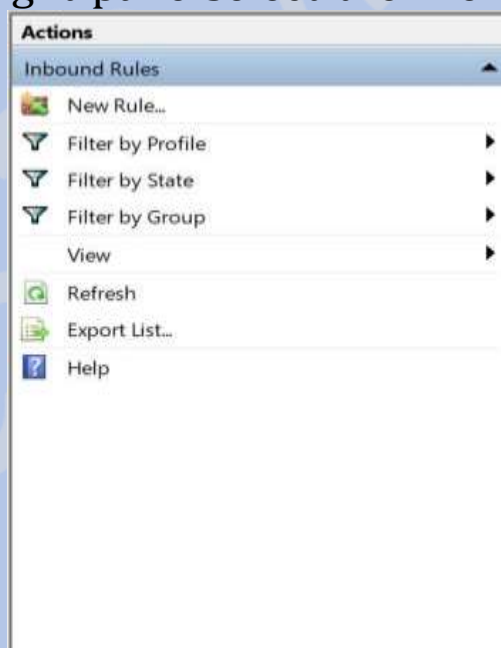 Actions
Inbound Rules
New Rule...
Filter by Profile
Filter by State
Filter by Group
View
Refresh
Export List...
Help